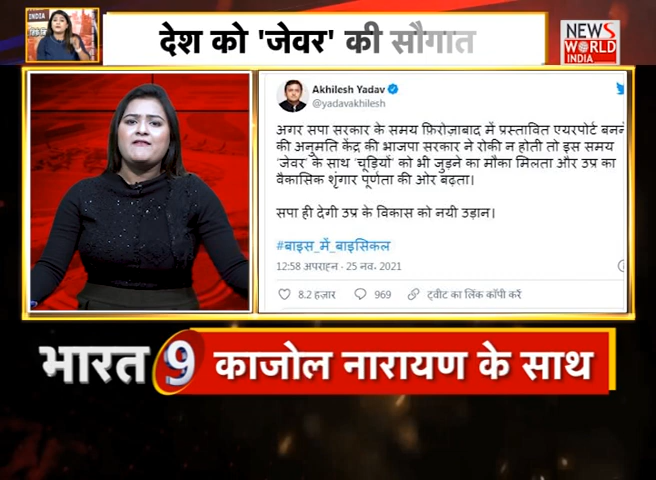 INDIA
देश को 'जेवर' की सौगात
NEWS
WORLD
INDIA
Akhilesh Yadav
@yadavakhilesh
अगर सपा सरकार के समय फ़िरोज़ाबाद में प्रस्तावित एयरपोर्ट बनने
की अनुमति केंद्र की भाजपा सरकार ने रोकी न होती तो इस समय
'जेवर' के साथ 'चूड़ियों' को भी जुड़ने का मौका मिलता और उप्र का
वैकासिक शृंगार पूर्णता की ओर बढ़ता।
सपा ही देगी उप्र के विकास को नयी उड़ान।
#बाइस_में_बाइसिकल
12:58 अपराह्न · 25 नव॰ 2021
8.2 हज़ार 969 ट्वीट का लिंक कॉपी करें
भारत 9 काजोल नारायण के साथ